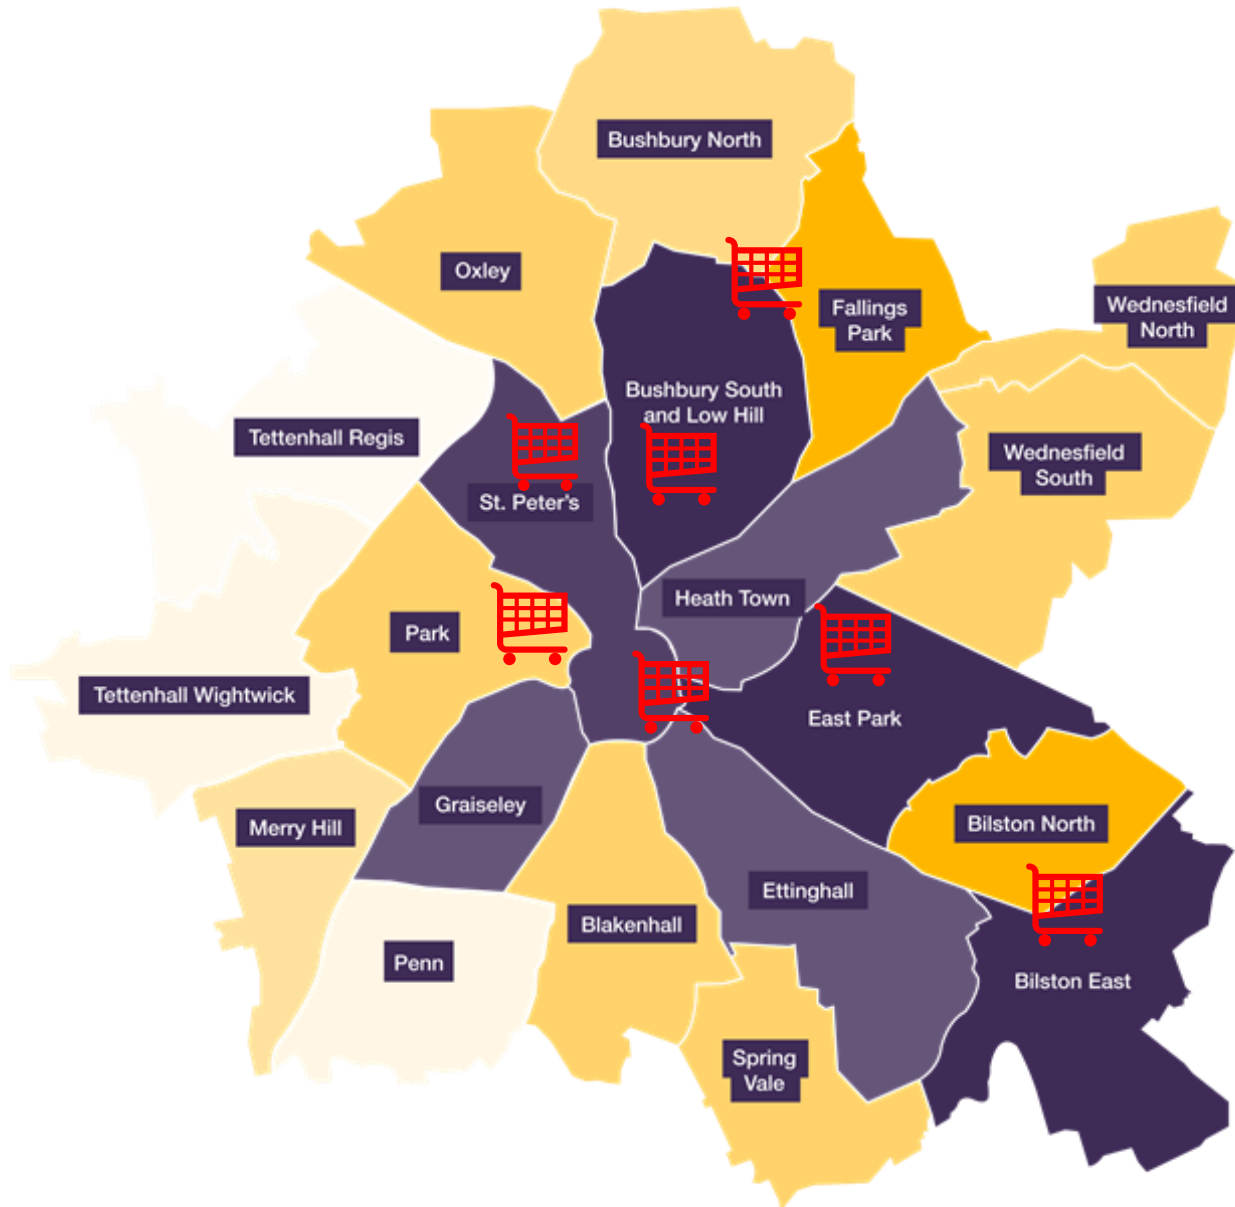 Bushbury North
Oxley
Fallings
Park
Wednesfield
North
Bushbury South
and Low Hill
Tettenhall Regis
Wednesfield
South
St. Peter's
Heath Town
Park
Tettenhall Wightwick
East Park
Graiseley
Merry Hill
Bilston North
Ettinghall
Blakenhall
Penn
Bilston East
Spring
Vale